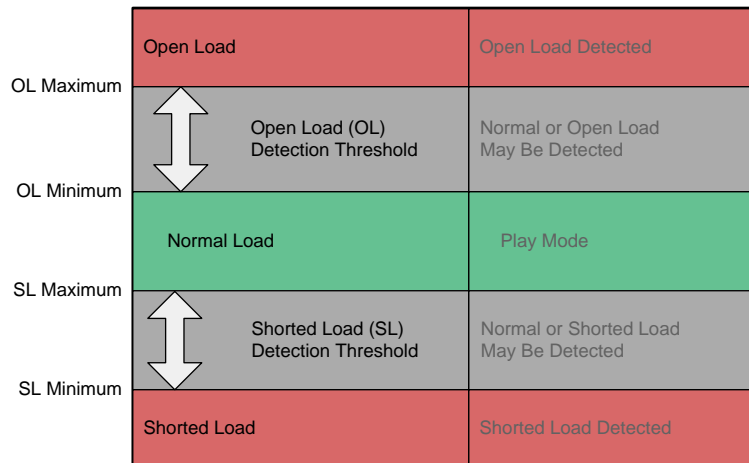 Open Load
Open Load Detected
OL Maximum
Open Load (OL)
Detection Threshold
Normal or Open Load
May Be Detected
OL Minimum
Normal Load
Play Mode
SL Maximum
Shorted Load (SL)
Detection Threshold
Normal or Shorted Load
May Be Detected
SL Minimum
Shorted Load
Shorted Load Detected